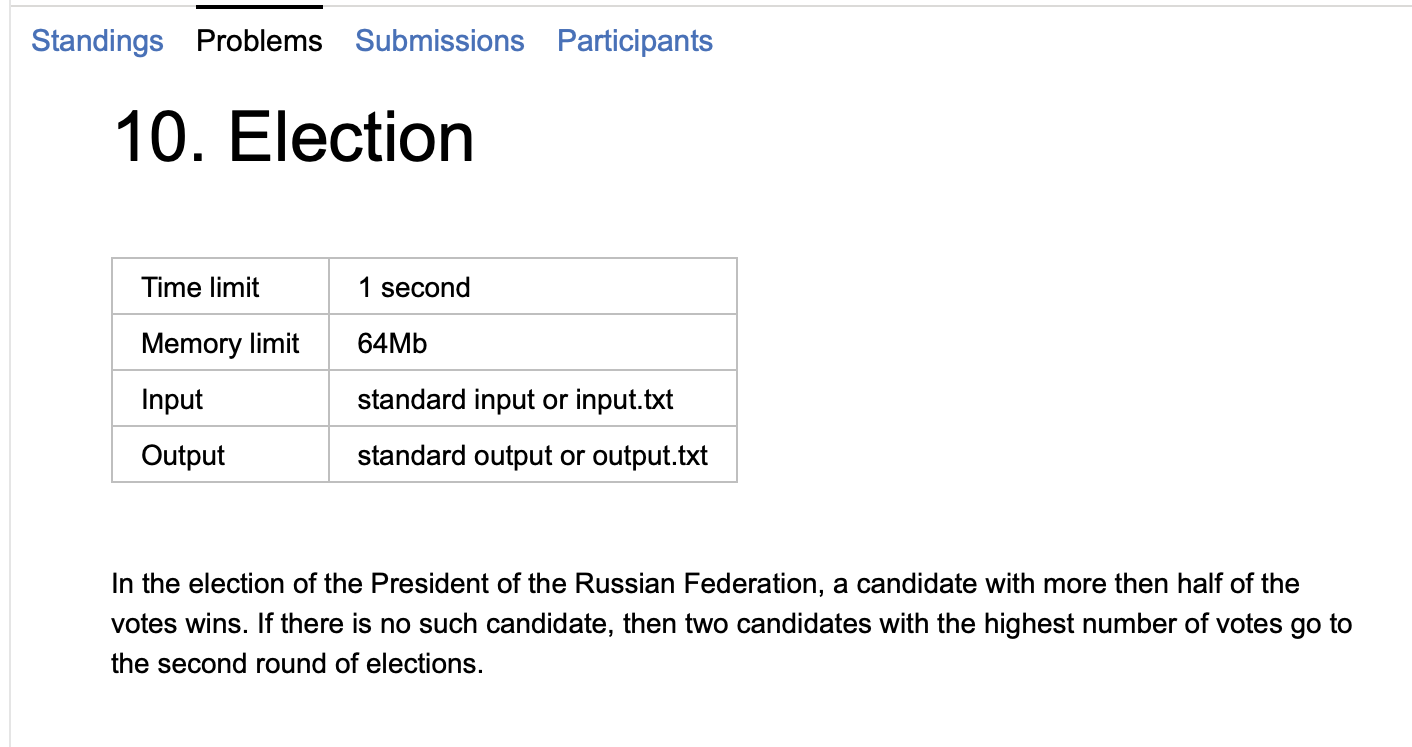 Standings Problems Submissions Participants
10. Election
Time limit 1 second
Memory limit 64Mb
Input standard input or input.txt
Output standard output or output.txt
In the election of the President of the Russian Federation, a candidate with more then half of the
votes wins. If there is no such candidate, then two candidates with the highest number of votes go to
the second round of elections.